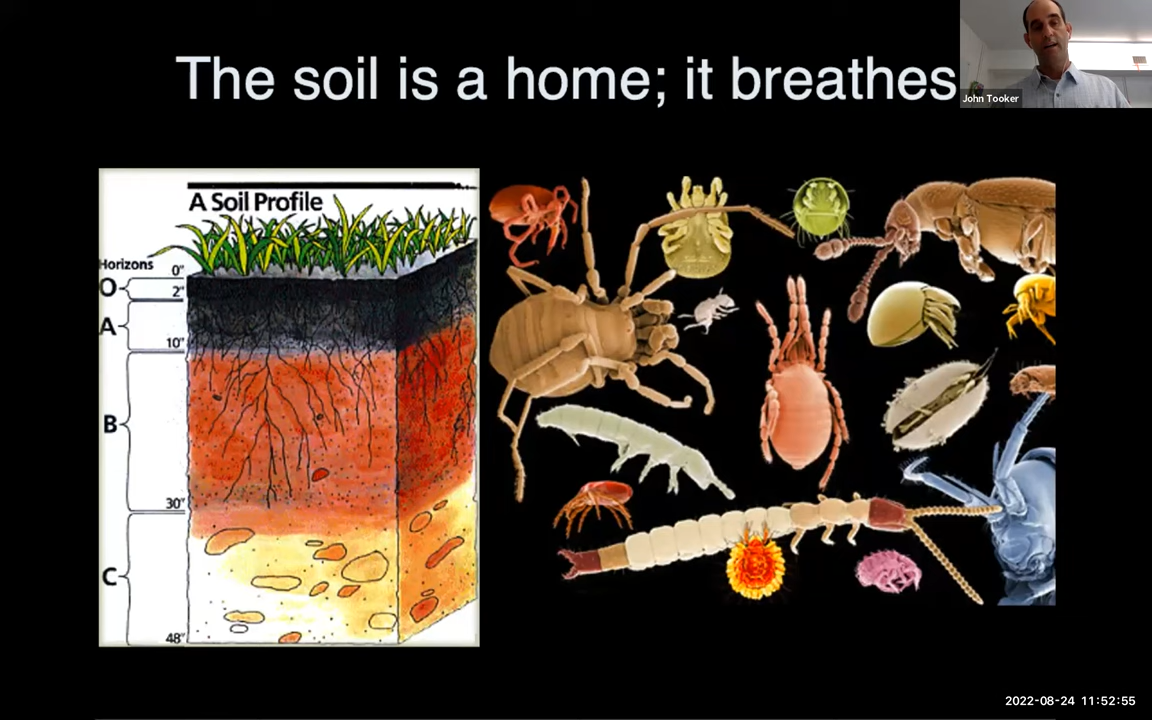 The soil is a home; it breathes
John Tooker
A Soil Profile
Horizons
0"
O
2"
A
10"
B
30"
C
48"
2022-08-24 11:52:55